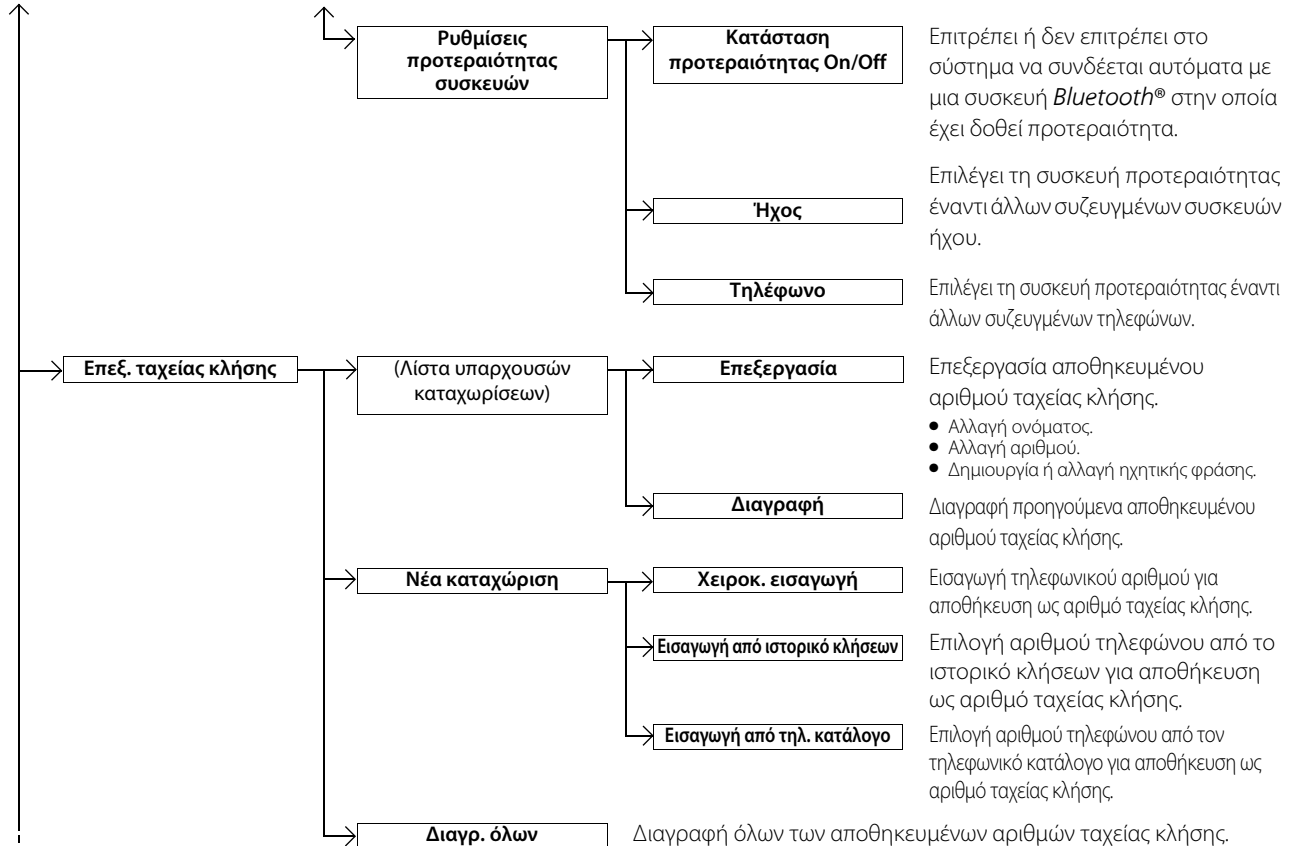 Ρυθμίσεις
προτεραιότητας
συσκευών
Κατάσταση
προτεραιότητας On/Off
Επιτρέπει ή δεν επιτρέπει στο
σύστημα να συνδέεται αυτόματα με
μια συσκευή Bluetooth® στην οποία
έχει δοθεί προτεραιότητα.
Ήχος
Επιλέγει τη συσκευή προτεραιότητας
έναντι άλλων συζευγμένων συσκευών
ήχου.
Τηλέφωνο
Επιλέγει τη συσκευή προτεραιότητας έναντι
άλλων συζευγμένων τηλεφώνων.
Επεξ. ταχείας κλήσης
(Λίστα υπαρχουσών
καταχωρίσεων)
Επεξεργασία
Επεξεργασία αποθηκευμένου
αριθμού ταχείας κλήσης.
● Αλλαγή ονόματος.
● Αλλαγή αριθμού.
● Δημιουργία ή αλλαγή ηχητικής φράσης.
Διαγραφή
Διαγραφή προηγούμενα αποθηκευμένου
αριθμού ταχείας κλήσης.
Νέα καταχώριση
Χειροκ. εισαγωγή
Εισαγωγή τηλεφωνικού αριθμού για
αποθήκευση ως αριθμό ταχείας κλήσης.
Εισαγωγή από ιστορικό κλήσεων
Επιλογή αριθμού τηλεφώνου από το
ιστορικό κλήσεων για αποθήκευση
ως αριθμό ταχείας κλήσης.
Εισαγωγή από τηλ. κατάλογο
Επιλογή αριθμού τηλεφώνου από τον
τηλεφωνικό κατάλογο για αποθήκευση ως
αριθμό ταχείας κλήσης.
Διαγρ. όλων
Διαγραφή όλων των αποθηκευμένων αριθμών ταχείας κλήσης.